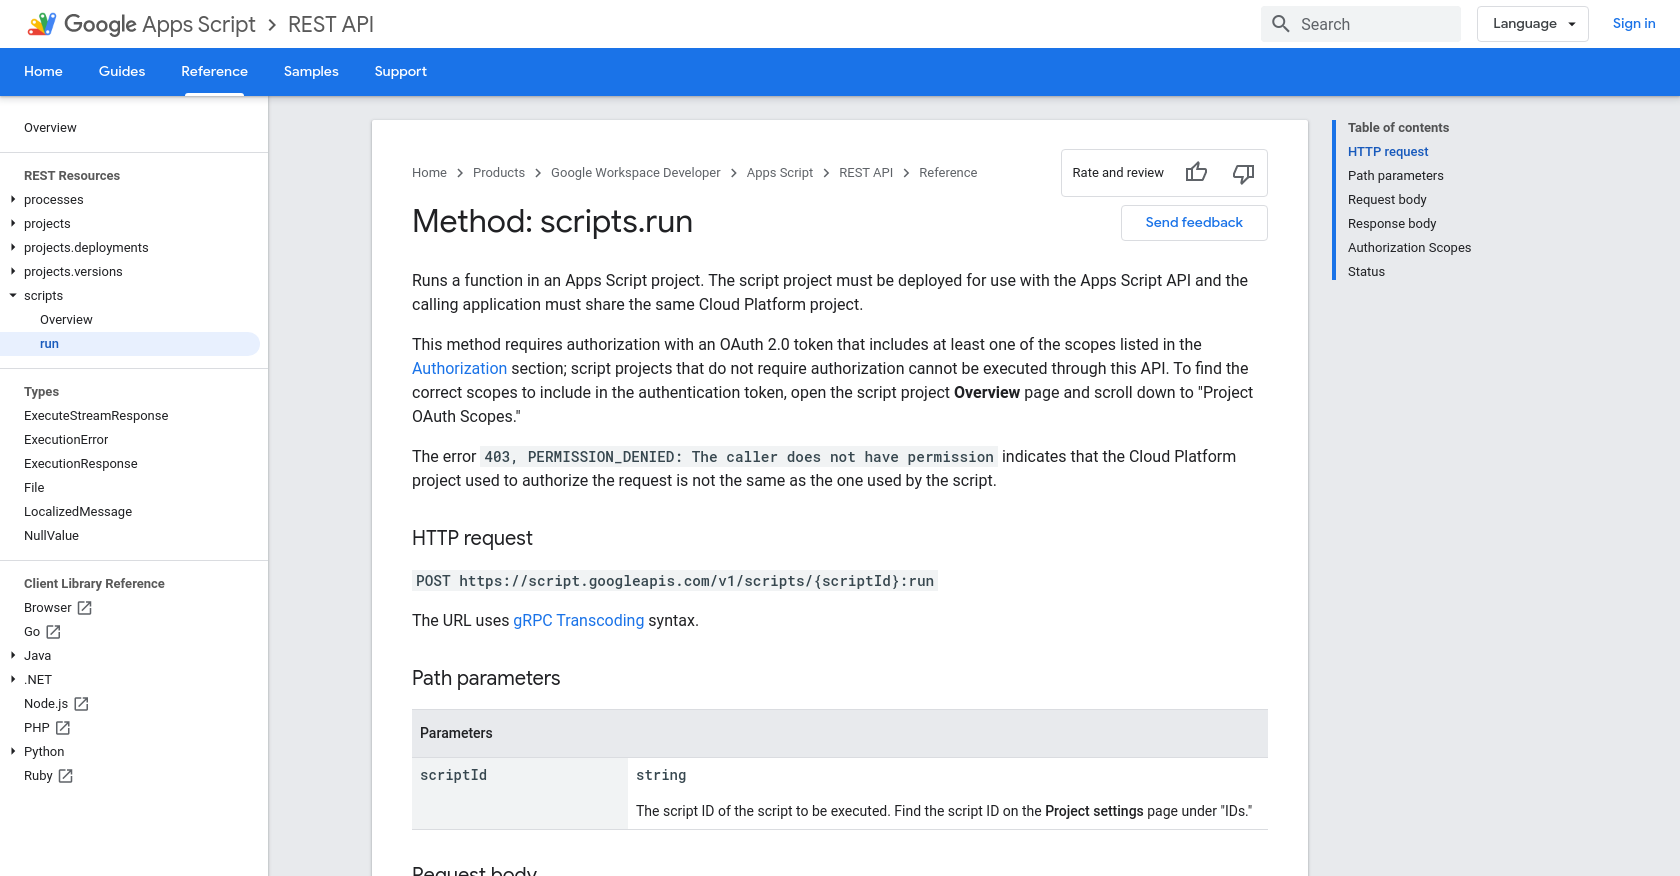 Google Apps Script > REST API
Search
Language
Sign in
Home
Guides
Reference
Samples
Support
Overview
REST Resources
processes
projects
projects.deployments
projects.versions
scripts
Overview
run
Types
ExecuteStreamResponse
ExecutionError
ExecutionResponse
File
LocalizedMessage
NullValue
Client Library Reference
Browser
Go
Java
.NET
Node.js
PHP
Python
Ruby
Home > Products > Google Workspace Developer > Apps Script > REST API > Reference
Rate and review
Method: scripts.run
Send feedback
Runs a function in an Apps Script project. The script project must be deployed for use with the Apps Script API and the
calling application must share the same Cloud Platform project.
This method requires authorization with an OAuth 2.0 token that includes at least one of the scopes listed in the
Authorization section; script projects that do not require authorization cannot be executed through this API. To find the
correct scopes to include in the authentication token, open the script project Overview page and scroll down to "Project
OAuth Scopes."
The error 403, PERMISSION_DENIED: The caller does not have permission indicates that the Cloud Platform
project used to authorize the request is not the same as the one used by the script.
HTTP request
POST https://script.googleapis.com/v1/scripts/{scriptId}:run
The URL uses gRPC Transcoding syntax.
Path parameters
Parameters
scriptId
string
The script ID of the script to be executed. Find the script ID on the Project settings page under "IDs."
Request body
Table of contents
HTTP request
Path parameters
Request body
Response body
Authorization Scopes
Status